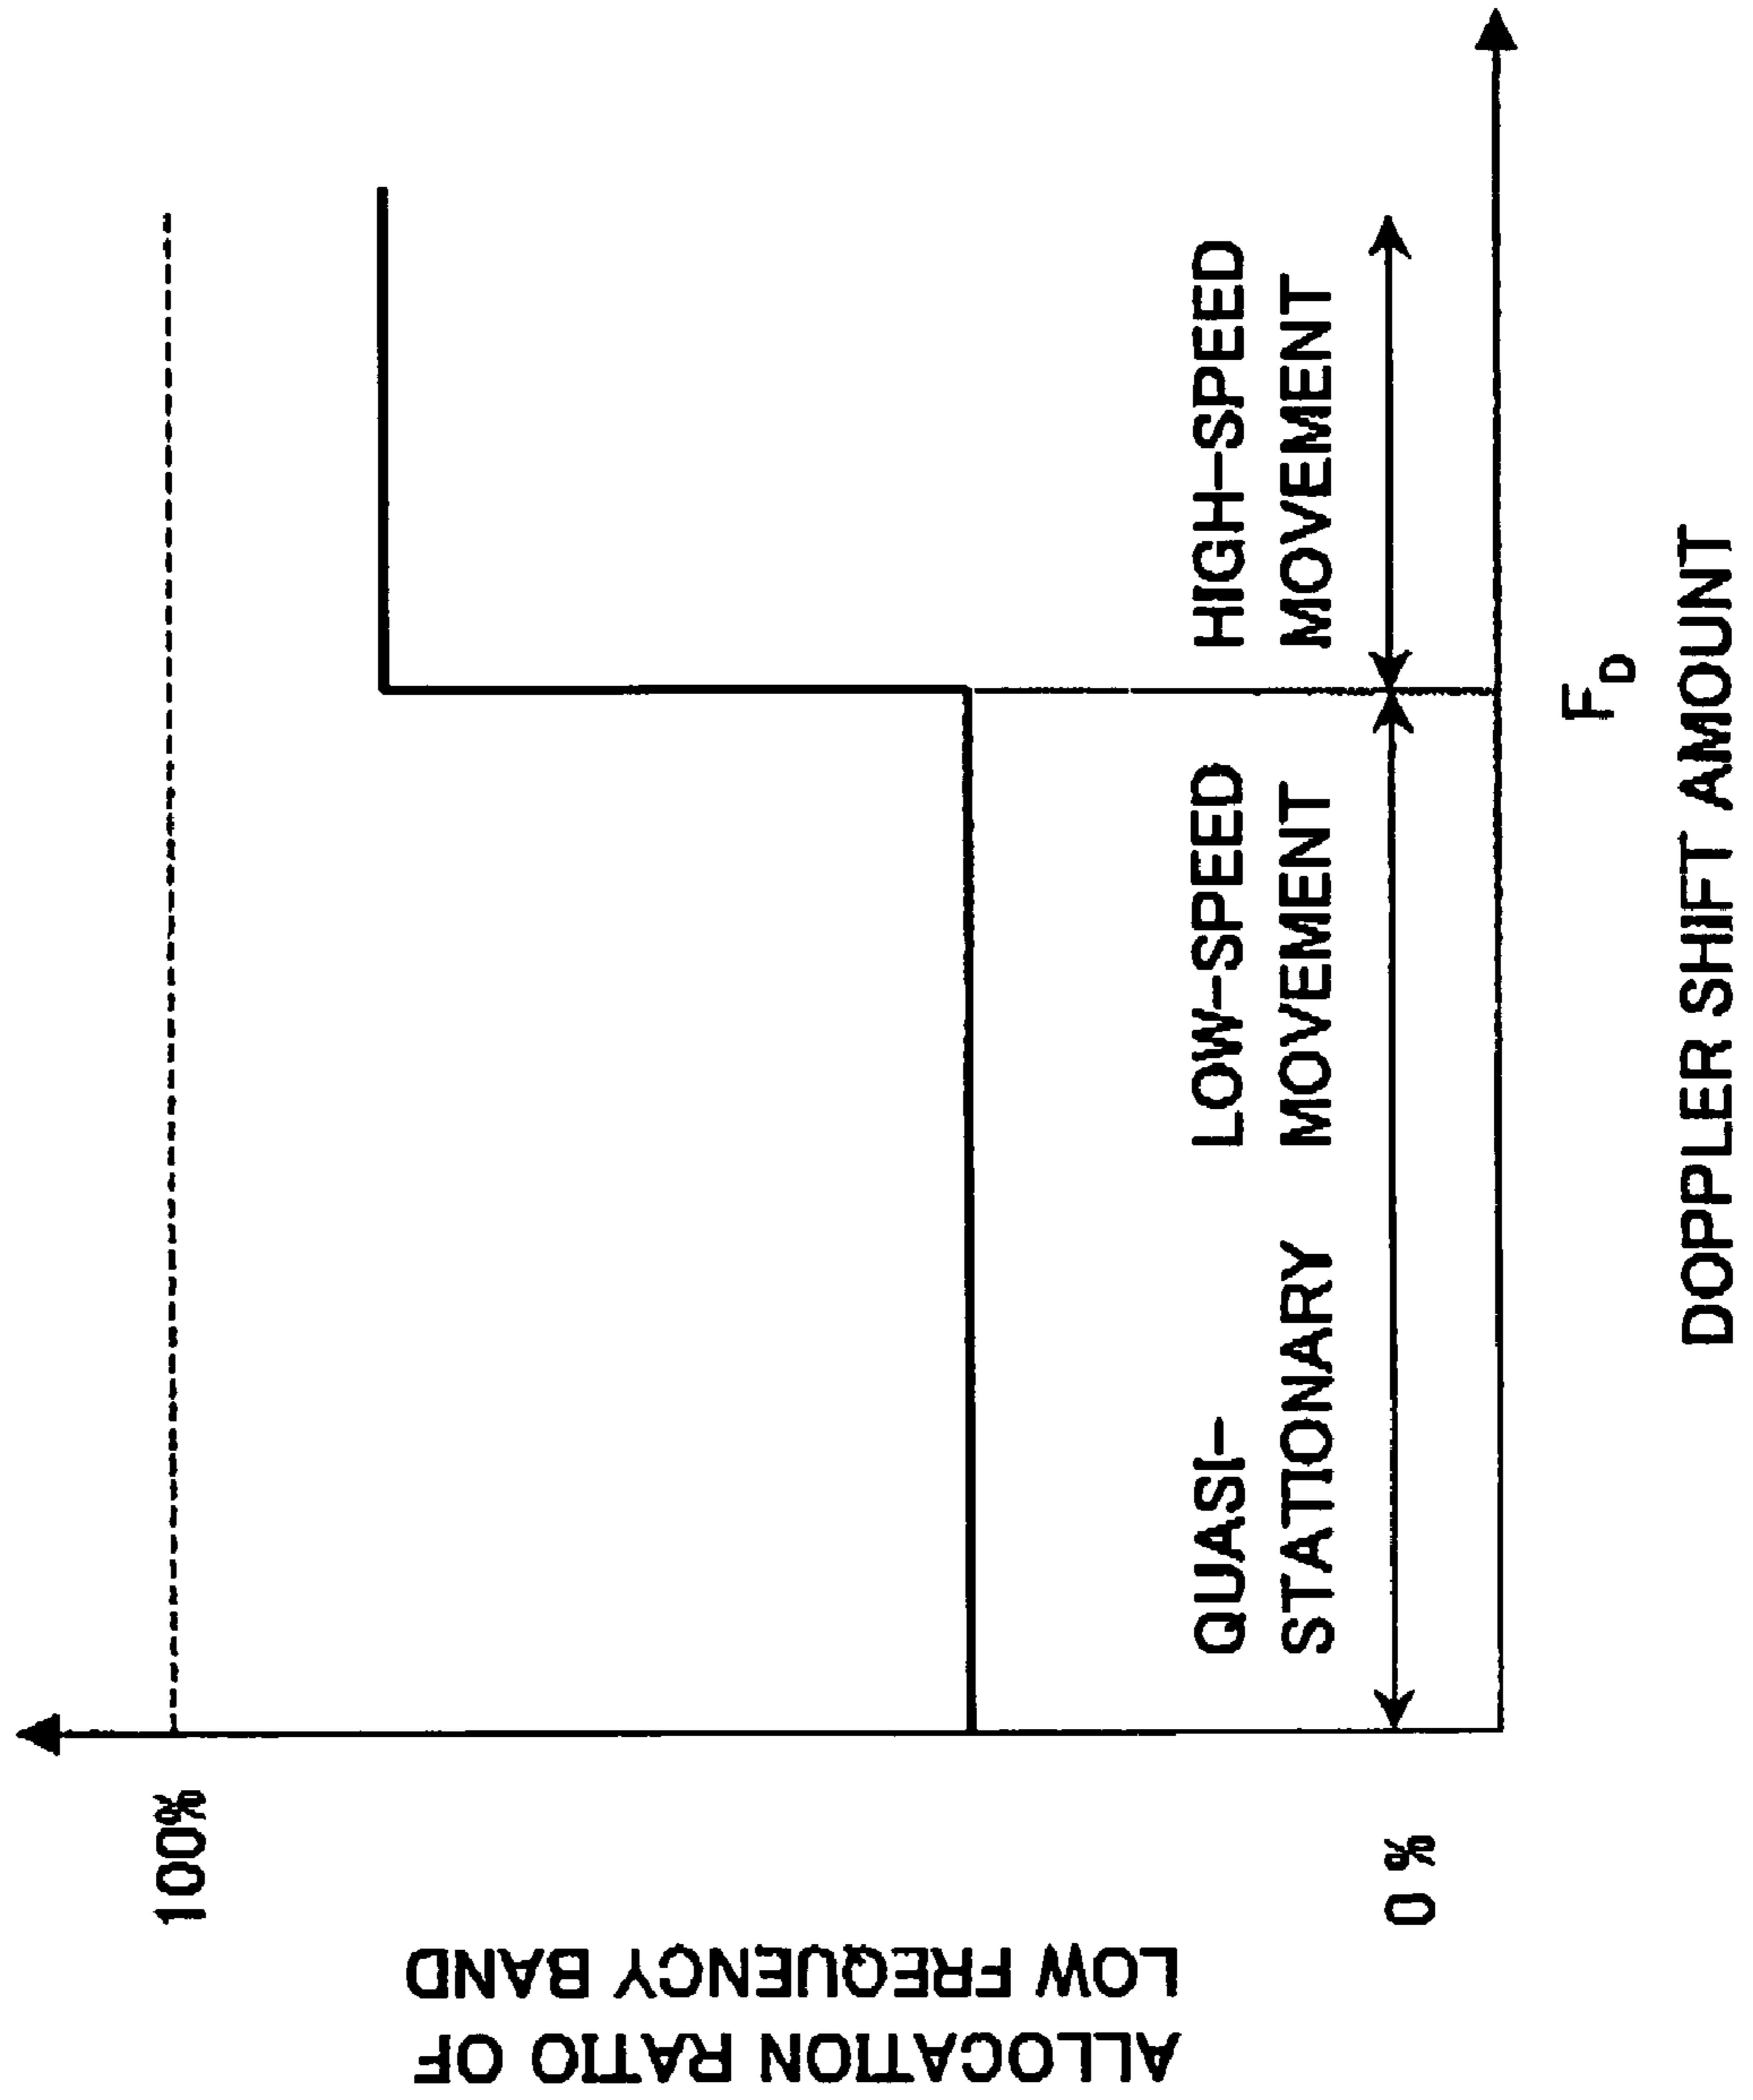 ALLOCATION RATIO OF
LOW FREQUENCY BAND
100%
0 %
QUASI-
STATIONARY
LOW-SPEED
MOVEMENT
HIGH-SPEED
MOVEMENT
FD
DOPPLER SHIFT AMOUNT